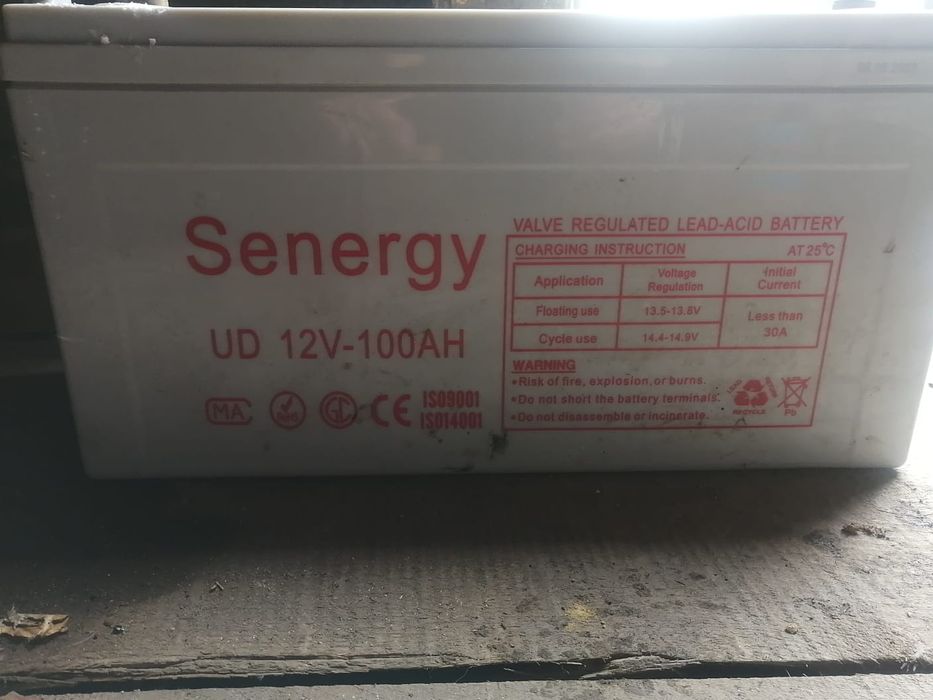 Senergy
UD 12V-100AH
MA
GC
CE
ISO9001
ISO14001
VALVE REGULATED LEAD-ACID BATTERY
CHARGING INSTRUCTION AT 25°C
Application Voltage Regulation Initial Current
Floating use 13.5-13.8V Less than 30A
Cycle use 14.4-14.9V
WARNING
•Risk of fire, explosion, or burns.
•Do not short the battery terminals.
•Do not disassemble or incinerate.
LEAD
RECYCLE
Pb